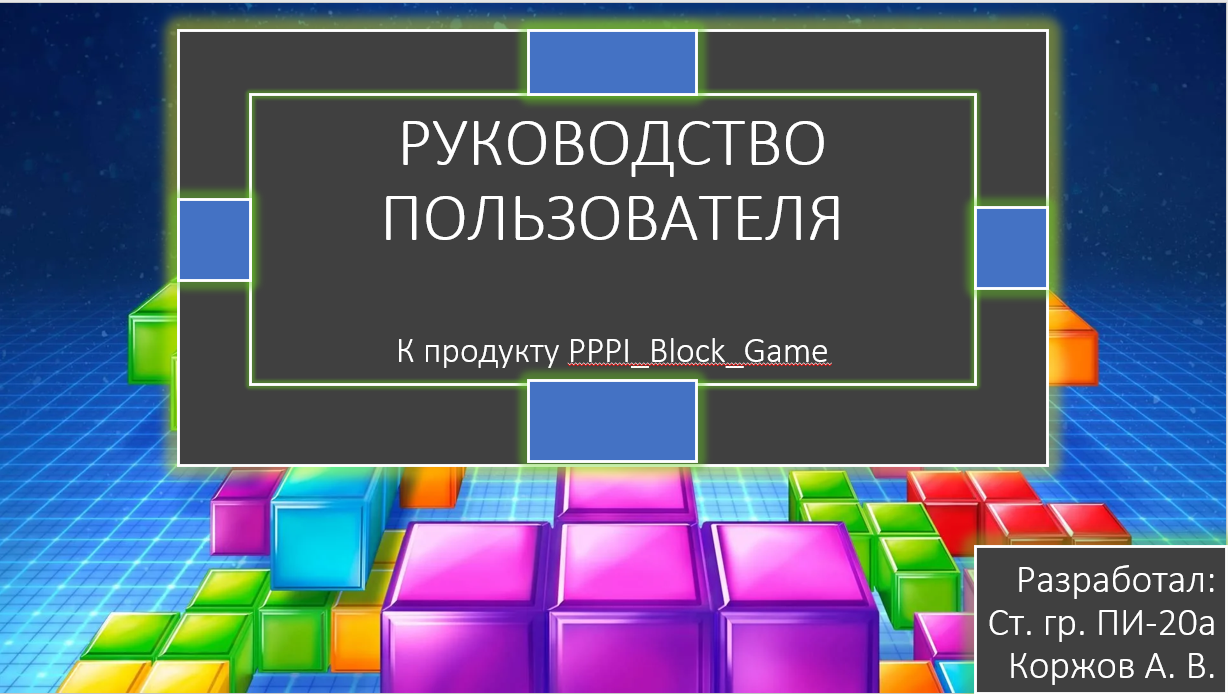 РУКОВОДСТВО
ПОЛЬЗОВАТЕЛЯ
К продукту PPPI_Block_Game
Разработал:
Ст. гр. ПИ-20а
Коржов А. В.